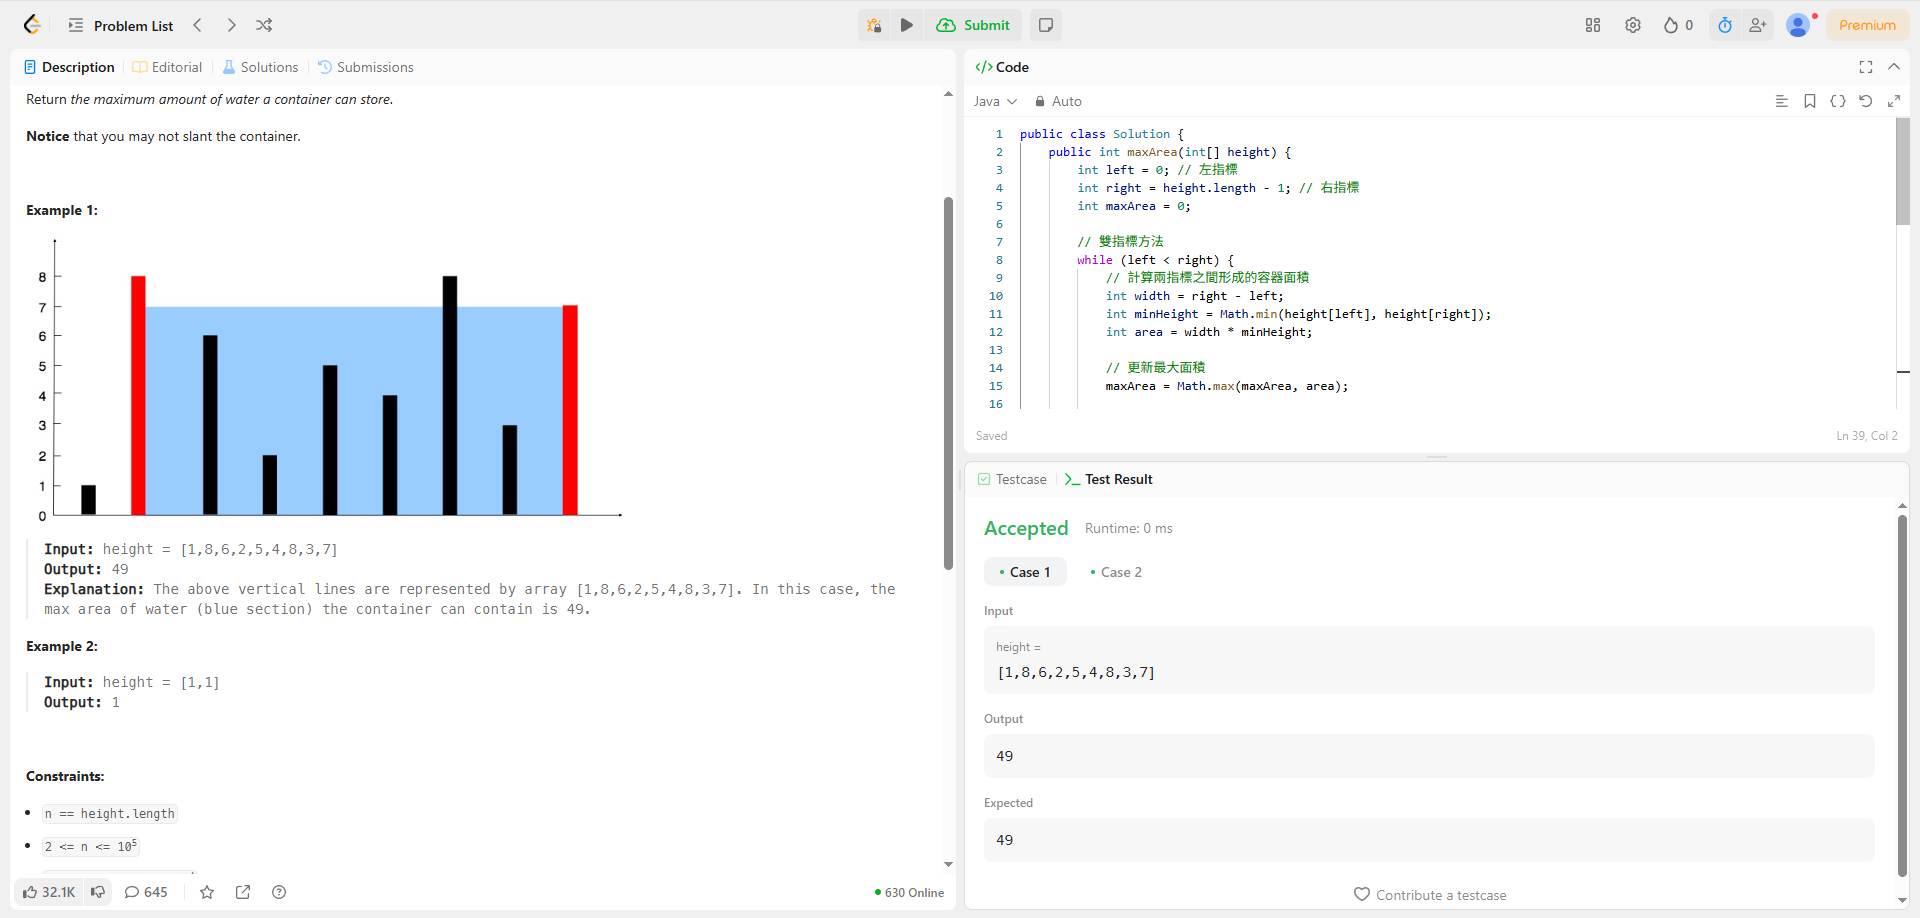 Problem List
Submit
0
Premium
Description
Editorial
Solutions
Submissions
Return the maximum amount of water a container can store.
Notice that you may not slant the container.
Example 1:
8
7
6
5
4
3
2
1
0
Input: height = [1,8,6,2,5,4,8,3,7]
Output: 49
Explanation: The above vertical lines are represented by array [1,8,6,2,5,4,8,3,7]. In this case, the
max area of water (blue section) the container can contain is 49.
Example 2:
Input: height = [1,1]
Output: 1
Constraints:
n == height.length
2 <= n <= 10⁵
32.1K
645
630 Online
</> Code
Java
Auto
1 public class Solution {
2 public int maxArea(int[] height) {
3 int left = 0; // 左指標
4 int right = height.length - 1; // 右指標
5 int maxArea = 0;
6
7 // 雙指標方法
8 while (left < right) {
9 // 計算兩指標之間形成的容器面積
10 int width = right - left;
11 int minHeight = Math.min(height[left], height[right]);
12 int area = width * minHeight;
13
14 // 更新最大面積
15 maxArea = Math.max(maxArea, area);
16
Saved
Ln 39, Col 2
Testcase
Test Result
Accepted
Runtime: 0 ms
Case 1
Case 2
Input
height =
[1,8,6,2,5,4,8,3,7]
Output
49
Expected
49
Contribute a testcase